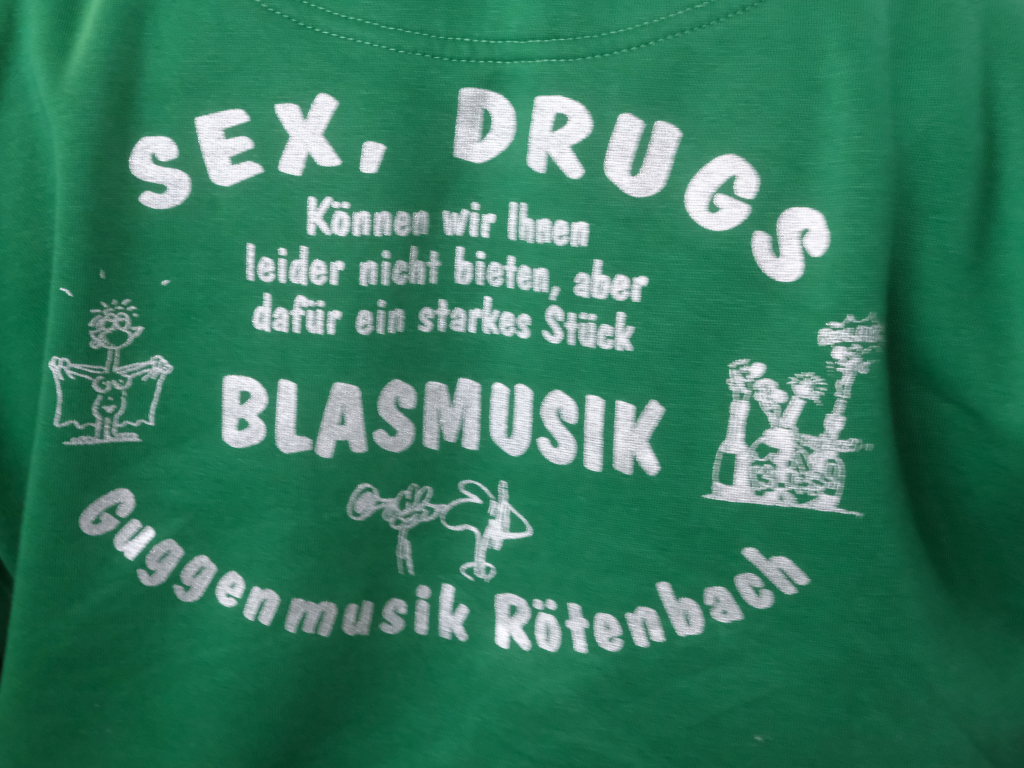 SEX, DRUGS
Können wir Ihnen
leider nicht bieten, aber
dafür ein starkes Stück
BLASMUSIK
Guggenmusik Rötenbach